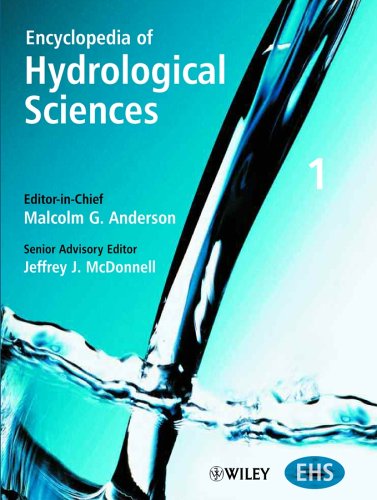 Encyclopedia of
Hydrological
Sciences
1
Editor-in-Chief
Malcolm G. Anderson
Senior Advisory Editor
Jeffrey J. McDonnell
WILEY
EHS